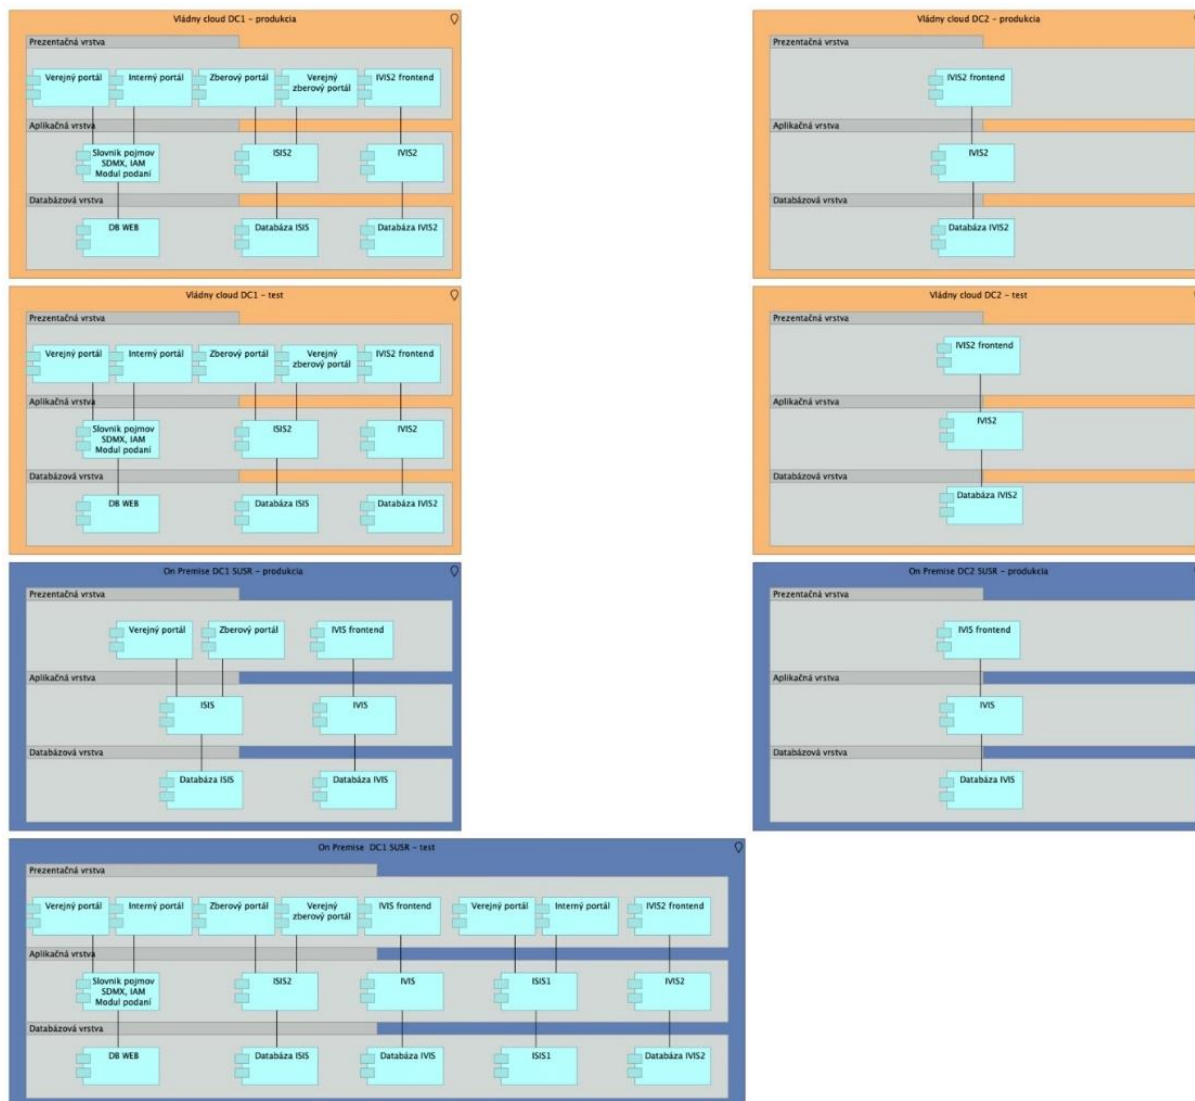 Vládny cloud DC1 - produkcia
Prezentačná vrstva
Verejný portál
Interný portál
Zberový portál
Verejný
zberový portál
IVIS2 frontend
Aplikačná vrstva
Slovnik pojmov
SDMX, IAM
Modul podaní
ISIS2
IVIS2
Databázová vrstva
DB WEB
Databáza ISIS
Databáza IVIS2
Vládny cloud DC2 - produkcia
Prezentačná vrstva
IVIS2 frontend
Aplikačná vrstva
IVIS2
Databázová vrstva
Databáza IVIS2
Vládny cloud DC1 - test
Prezentačná vrstva
Verejný portál
Interný portál
Zberový portál
Verejný
zberový portál
IVIS2 frontend
Aplikačná vrstva
Slovnik pojmov
SDMX, IAM
Modul podaní
ISIS2
IVIS2
Databázová vrstva
DB WEB
Databáza ISIS
Databáza IVIS2
Vládny cloud DC2 - test
Prezentačná vrstva
IVIS2 frontend
Aplikačná vrstva
IVIS2
Databázová vrstva
Databáza IVIS2
On Premise DC1 SUSR - produkcia
Prezentačná vrstva
Verejný portál
Zberový portál
IVIS frontend
Aplikačná vrstva
ISIS
IVIS
Databázová vrstva
Databáza ISIS
Databáza IVIS
On Premise DC2 SUSR - produkcia
Prezentačná vrstva
IVIS frontend
Aplikačná vrstva
IVIS
Databázová vrstva
Databáza IVIS
On Premise DC1 SUSR - test
Prezentačná vrstva
Verejný portál
Interný portál
Zberový portál
Verejný
zberový portál
IVIS frontend
Verejný portál
Interný portál
IVIS2 frontend
Aplikačná vrstva
Slovnik pojmov
SDMX, IAM
Modul podaní
ISIS2
IVIS
ISIS1
IVIS2
Databázová vrstva
DB WEB
Databáza ISIS
Databáza IVIS
ISIS1
Databáza IVIS2